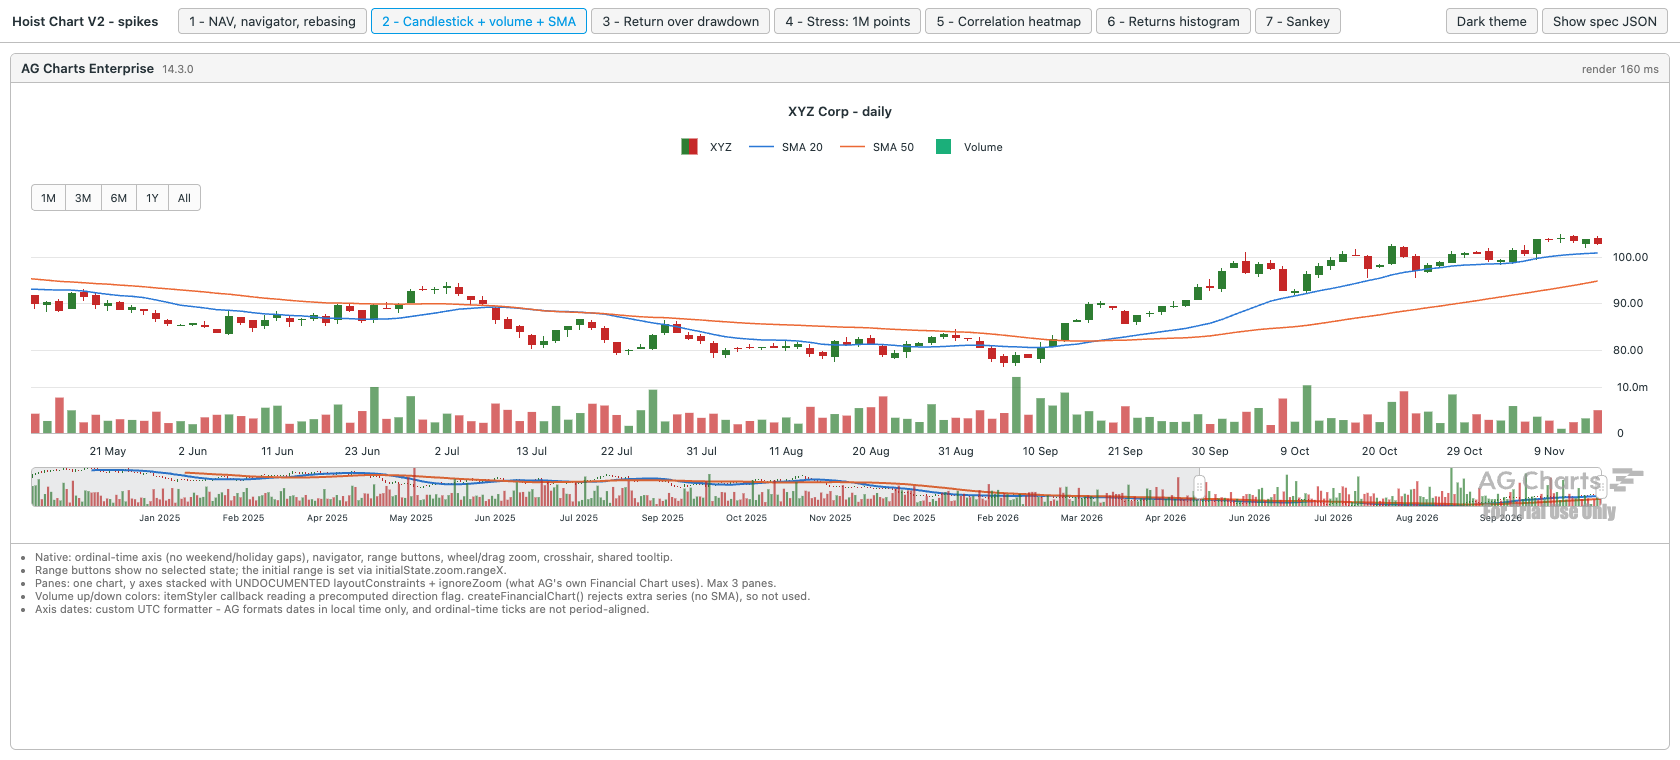 Hoist Chart V2 - spikes
1 - NAV, navigator, rebasing
2 - Candlestick + volume + SMA
3 - Return over drawdown
4 - Stress: 1M points
5 - Correlation heatmap
6 - Returns histogram
7 - Sankey
Dark theme
Show spec JSON
AG Charts Enterprise 14.3.0
render 160 ms
XYZ Corp - daily
XYZ
SMA 20
SMA 50
Volume
1M
3M
6M
1Y
All
100.00
90.00
80.00
10.0m
0
21 May
2 Jun
11 Jun
23 Jun
2 Jul
13 Jul
22 Jul
31 Jul
11 Aug
20 Aug
31 Aug
10 Sep
21 Sep
30 Sep
9 Oct
20 Oct
29 Oct
9 Nov
AG Charts
For Trial Use Only
Jan 2025
Feb 2025
Apr 2025
May 2025
Jun 2025
Jul 2025
Sep 2025
Oct 2025
Nov 2025
Dec 2025
Feb 2026
Mar 2026
Apr 2026
Jun 2026
Jul 2026
Aug 2026
Sep 2026
Native: ordinal-time axis (no weekend/holiday gaps), navigator, range buttons, wheel/drag zoom, crosshair, shared tooltip.
Range buttons show no selected state; the initial range is set via initialState.zoom.rangeX.
Panes: one chart, y axes stacked with UNDOCUMENTED layoutConstraints + ignoreZoom (what AG's own Financial Chart uses). Max 3 panes.
Volume up/down colors: itemStyler callback reading a precomputed direction flag. createFinancialChart() rejects extra series (no SMA), so not used.
Axis dates: custom UTC formatter - AG formats dates in local time only, and ordinal-time ticks are not period-aligned.